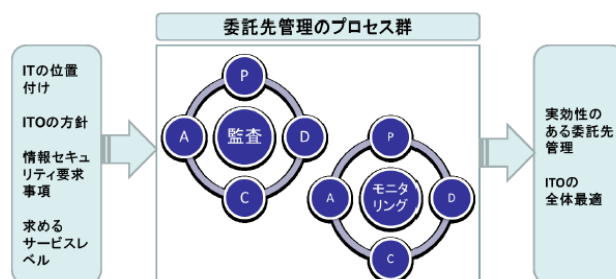 委託先管理のプロセス群
ITの位置
付け
ITOの方針
情報セキュ
リティ要求
事項
求める
サービスレ
ベル
P
A
監査
D
C
P
A
モニタ
リング
D
C
実効性の
ある委託先
管理
ITOの
全体最適